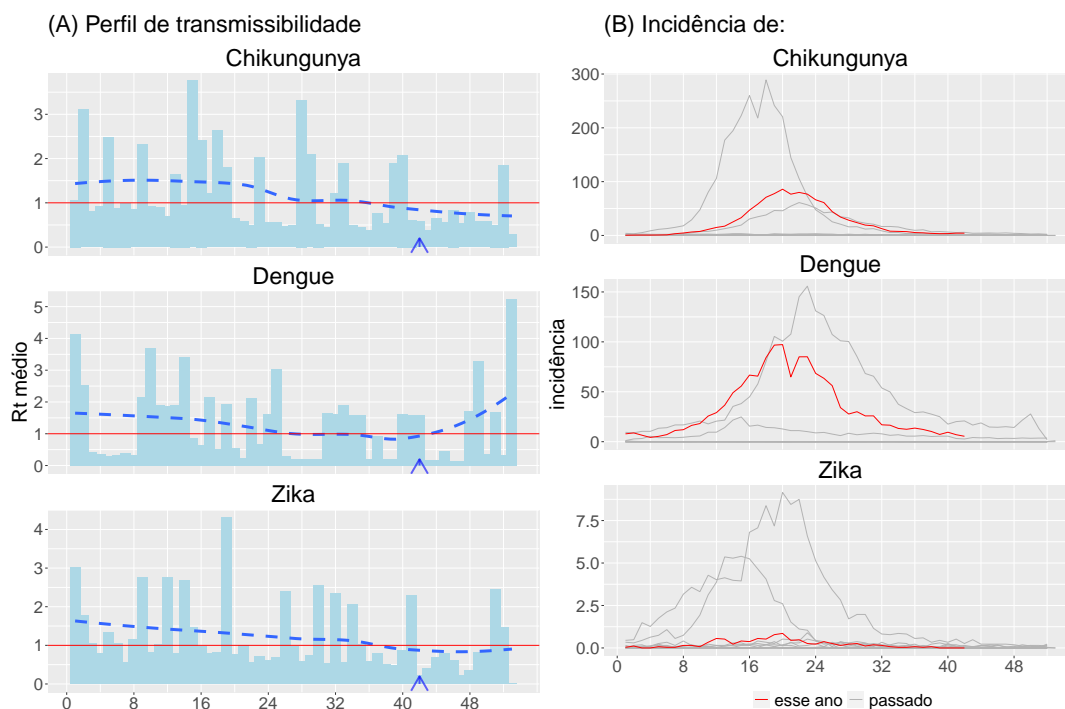 (A) Perfil de transmissibilidade
Chikungunya
3
2
1
0
Dengue
5
4
3
2
1
0
Rt médio
Zika
4
3
2
1
0
0 8 16 24 32 40 48
(B) Incidência de:
Chikungunya
300
200
100
0
Dengue
150
100
50
0
incidência
Zika
7.5
5.0
2.5
0.0
0 8 16 24 32 40 48
esse ano passado